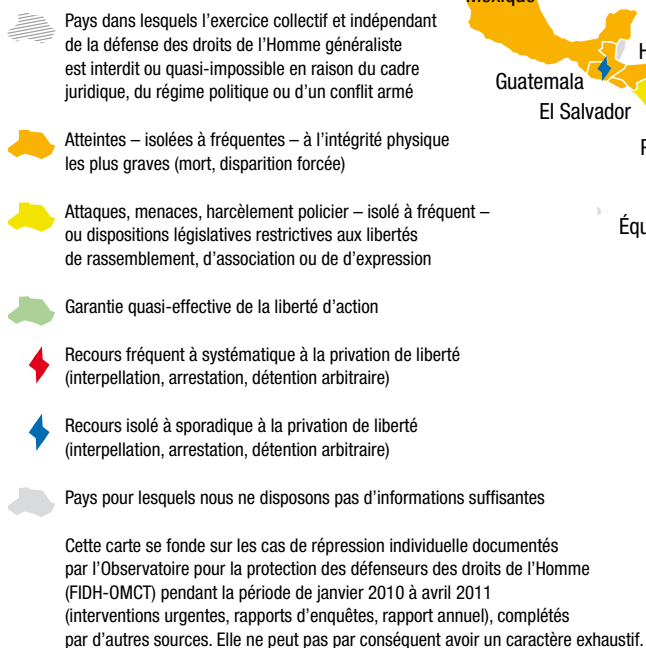 Mexique
Pays dans lesquels l'exercice collectif et indépendant
de la défense des droits de l'Homme généraliste
est interdit ou quasi-impossible en raison du cadre
juridique, du régime politique ou d'un conflit armé
Guatemala
El Salvador
Atteintes – isolées à fréquentes – à l'intégrité physique
les plus graves (mort, disparition forcée)
Attaques, menaces, harcèlement policier – isolé à fréquent –
ou dispositions législatives restrictives aux libertés
de rassemblement, d'association ou de d'expression
Équ
Garantie quasi-effective de la liberté d'action
Recours fréquent à systématique à la privation de liberté
(interpellation, arrestation, détention arbitraire)
Recours isolé à sporadique à la privation de liberté
(interpellation, arrestation, détention arbitraire)
Pays pour lesquels nous ne disposons pas d'informations suffisantes
Cette carte se fonde sur les cas de répression individuelle documentés
par l'Observatoire pour la protection des défenseurs des droits de l'Homme
(FIDH-OMCT) pendant la période de janvier 2010 à avril 2011
(interventions urgentes, rapports d'enquêtes, rapport annuel), complétés
par d'autres sources. Elle ne peut pas par conséquent avoir un caractère exhaustif.